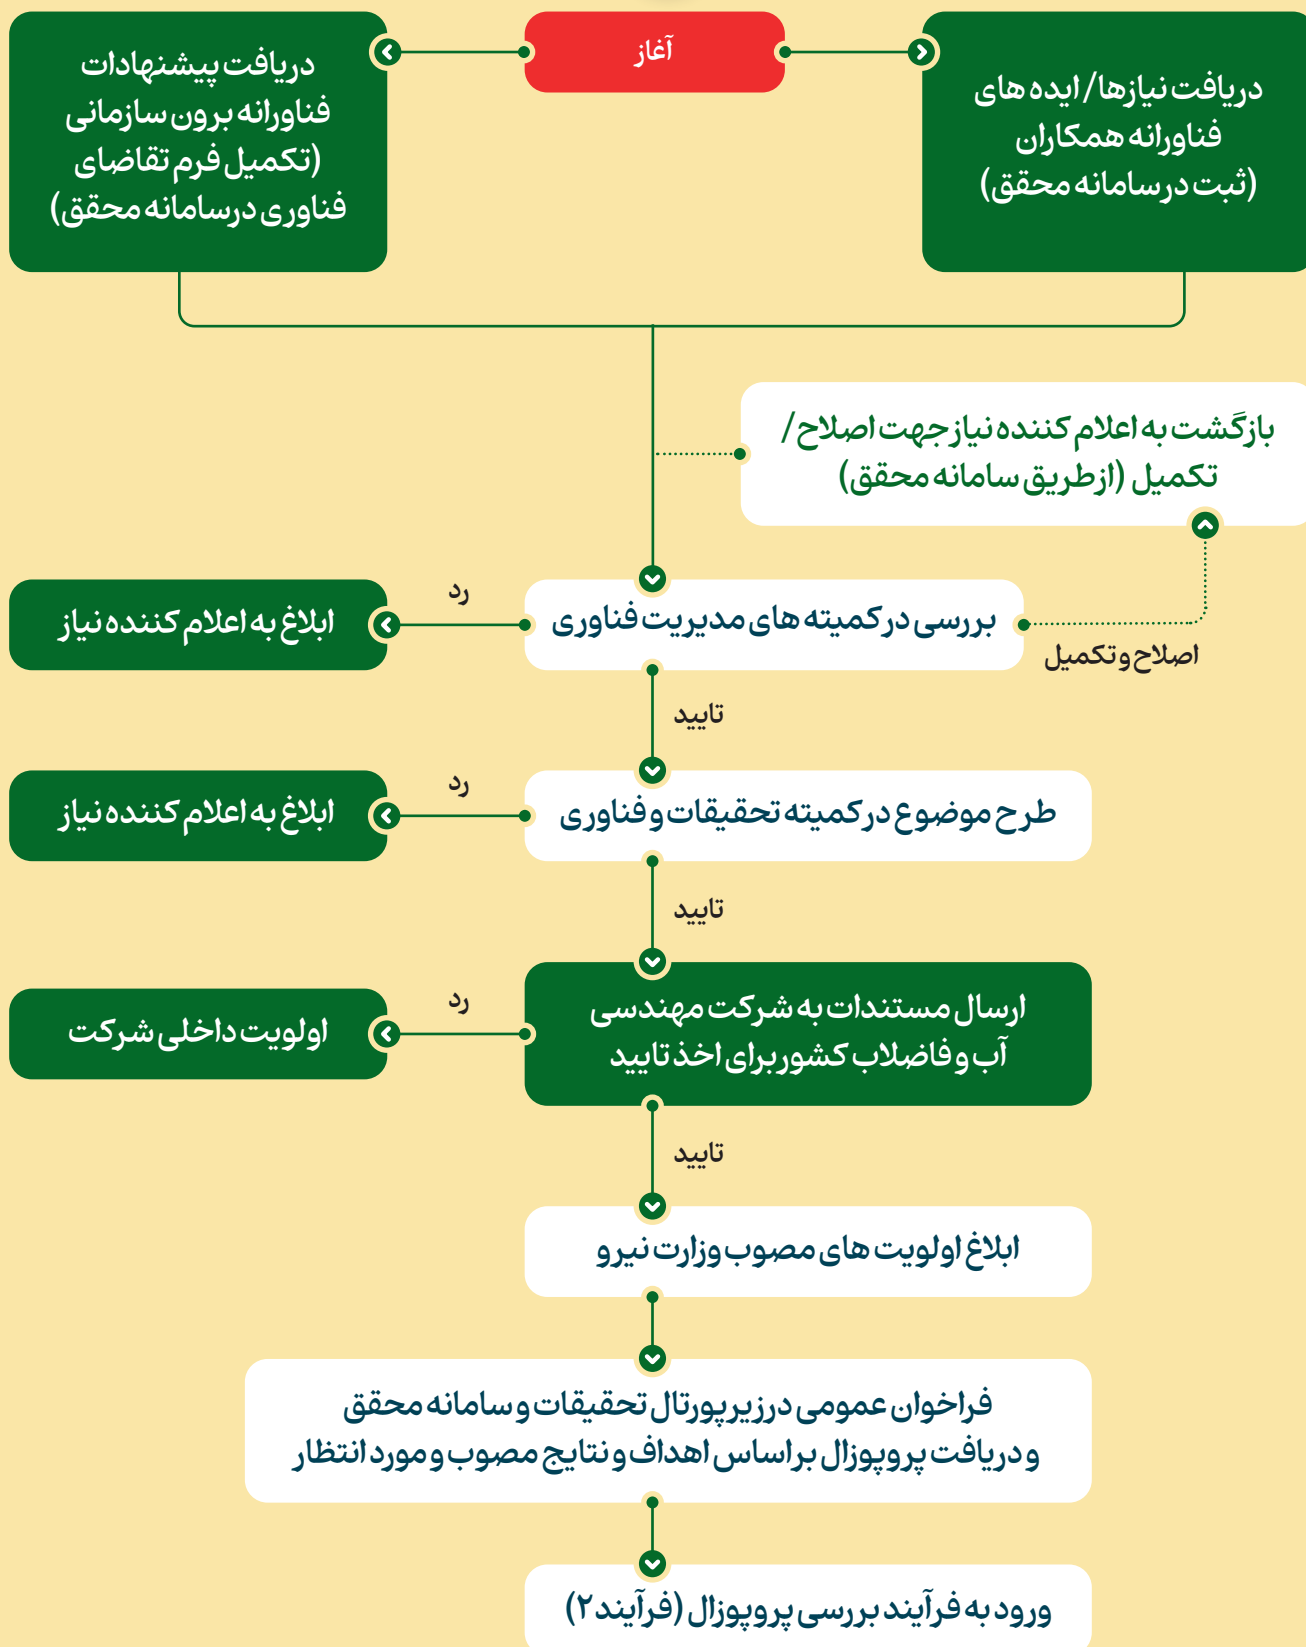 آغاز
دریافت نیازها/ ایده های
فناورانه همکاران
(ثبت در سامانه محقق)
دریافت پیشنهادات
فناورانه برون سازمانی
(تکمیل فرم تقاضای
فناوری در سامانه محقق)
بازگشت به اعلام کننده نیاز جهت اصلاح/
تکمیل (از طریق سامانه محقق)
بررسی در کمیته های مدیریت فناوری
رد
ابلاغ به اعلام کننده نیاز
اصلاح و تکمیل
تایید
طرح موضوع در کمیته تحقیقات و فناوری
رد
ابلاغ به اعلام کننده نیاز
تایید
ارسال مستندات به شرکت مهندسی
آب و فاضلاب کشور برای اخذ تایید
رد
اولویت داخلی شرکت
تایید
ابلاغ اولویت های مصوب وزارت نیرو
فراخوان عمومی در زیر پورتال تحقیقات و سامانه محقق
و دریافت پروپوزال بر اساس اهداف و نتایج مصوب و مورد انتظار
ورود به فرآیند بررسی پروپوزال (فرآیند ۲)